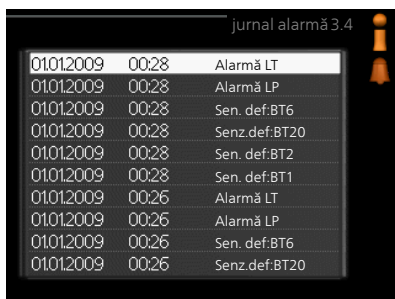 jurnal alarmă 3.4
01.01.2009 00:28 Alarmă LT
01.01.2009 00:28 Alarmă LP
01.01.2009 00:28 Sen. def:BT6
01.01.2009 00:28 Senz.def:BT20
01.01.2009 00:28 Sen. def:BT2
01.01.2009 00:28 Sen. def:BT1
01.01.2009 00:26 Alarmă LT
01.01.2009 00:26 Alarmă LP
01.01.2009 00:26 Sen. def:BT6
01.01.2009 00:26 Senz.def:BT20